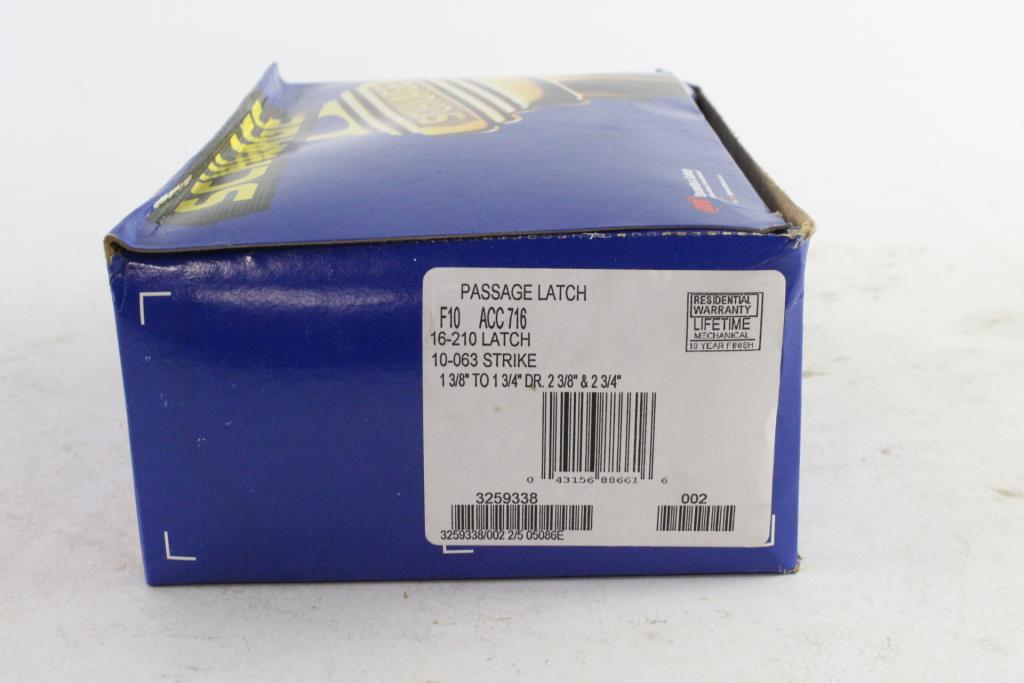 SCHLAGE
PASSAGE LATCH
F10 ACC 716
16-210 LATCH
10-063 STRIKE
1 3/8" TO 1 3/4" DR. 2 3/8" & 2 3/4"
RESIDENTIAL
WARRANTY
LIFETIME
MECHANICAL
10 YEAR FINISH
0 43156 88661 6
3259338
002
3259338/002 2/5 05086E